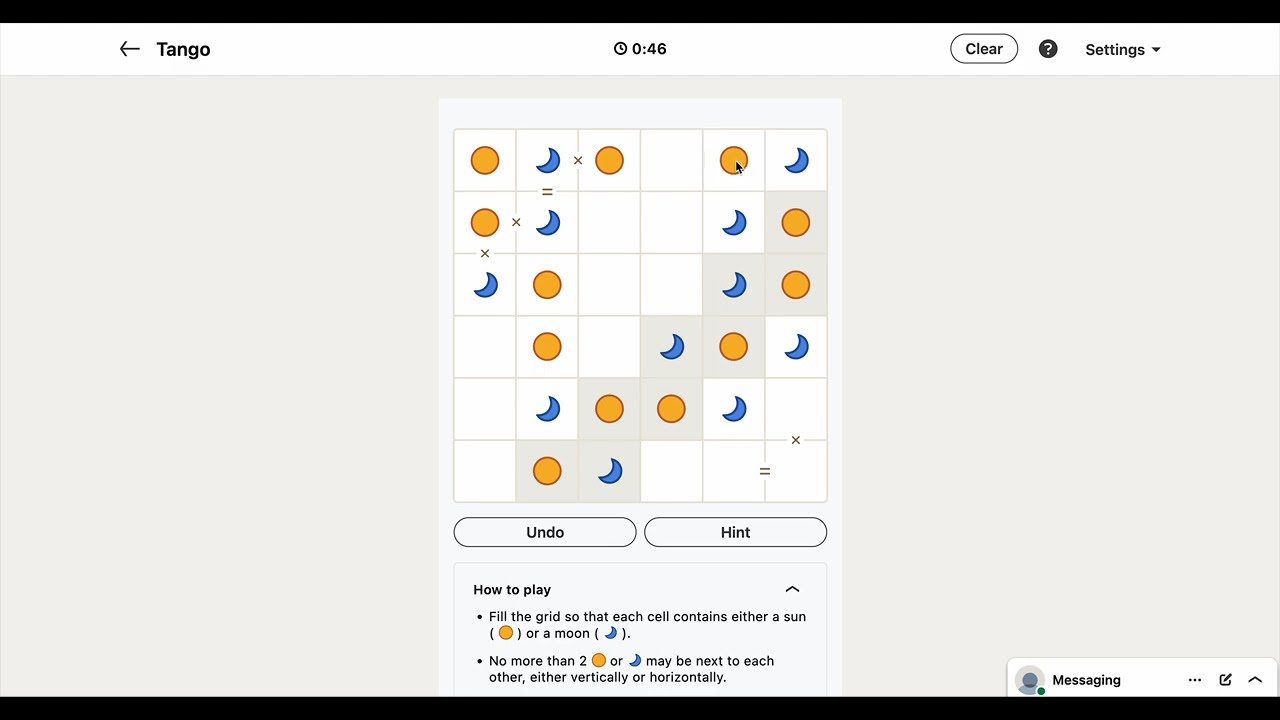 Tango
0:46
Clear
?
Settings
×
=
×
×
×
=
Undo
Hint
How to play
• Fill the grid so that each cell contains either a sun
( ) or a moon ( ).
• No more than 2 or may be next to each
other, either vertically or horizontally.
Messaging